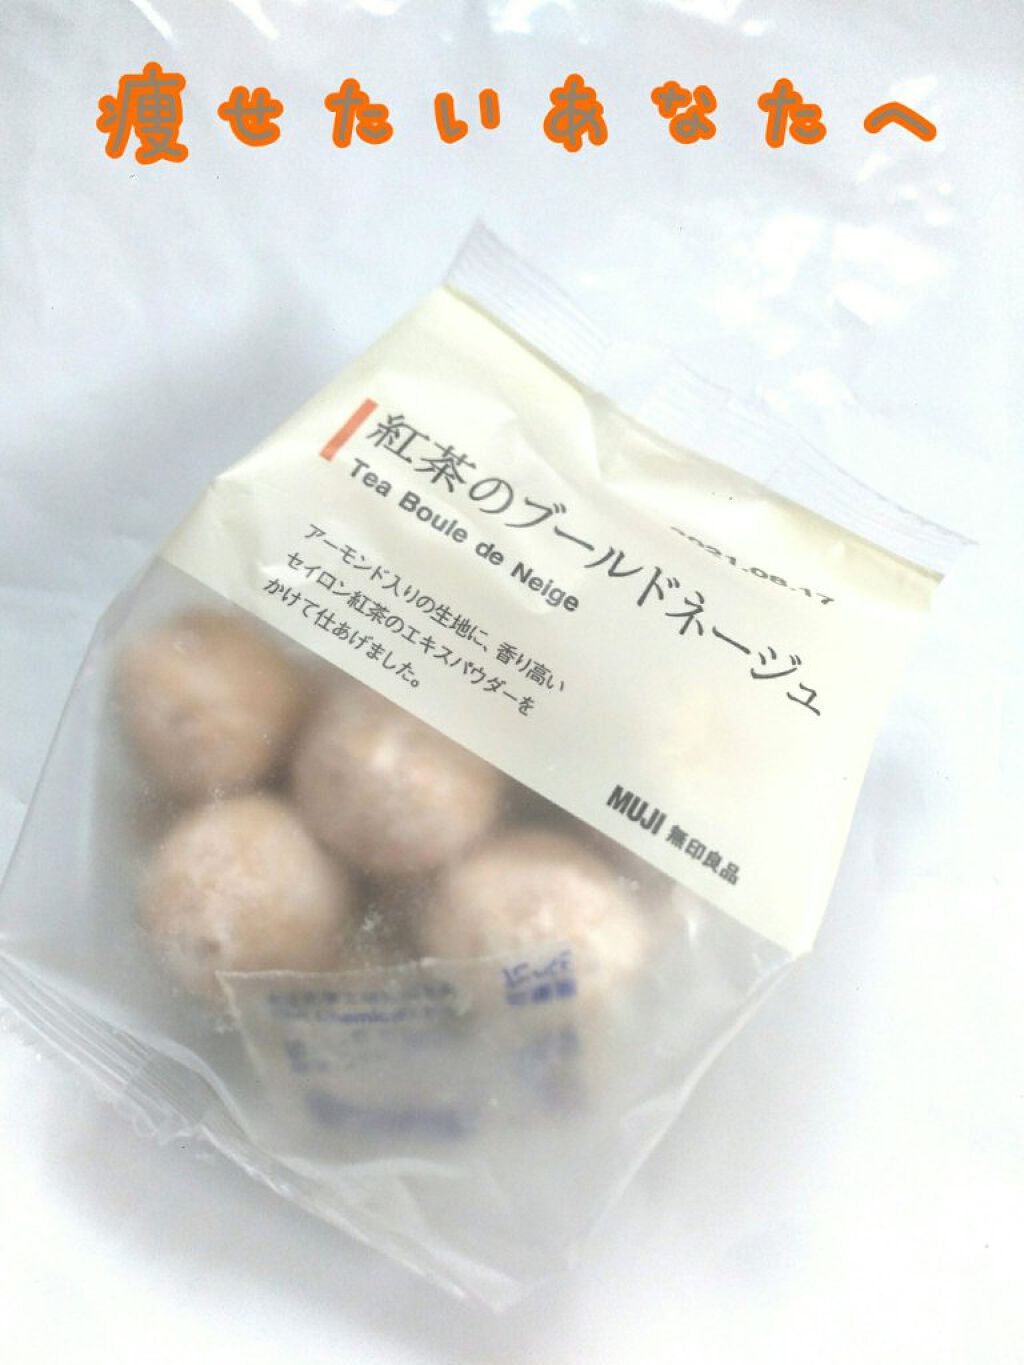 痩せたいあなたへ
紅茶のブールドネージュ
Tea Boule de Neige
2021.08.17
アーモンド入りの生地に、香り高い
セイロン紅茶のエキスパウダーを
かけて仕あげました。
MUJI 無印良品